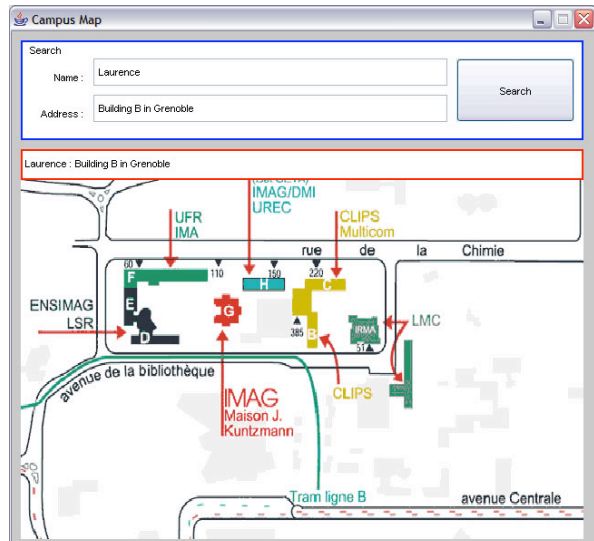 Campus Map
Search
Name : Laurence
Address : Building B in Grenoble
Search
Laurence : Building B in Grenoble
IMAG/DMI
UREC
UFR
IMA
CLIPS
Multicom
rue de la Chimie
60
110
150
220
F
H
C
E
G
ENSIMAG
LSR
D
385
B
IRMA
51
LMC
avenue de la bibliothèque
IMAG
Maison J.
Kuntzmann
CLIPS
Tram ligne B
avenue Centrale